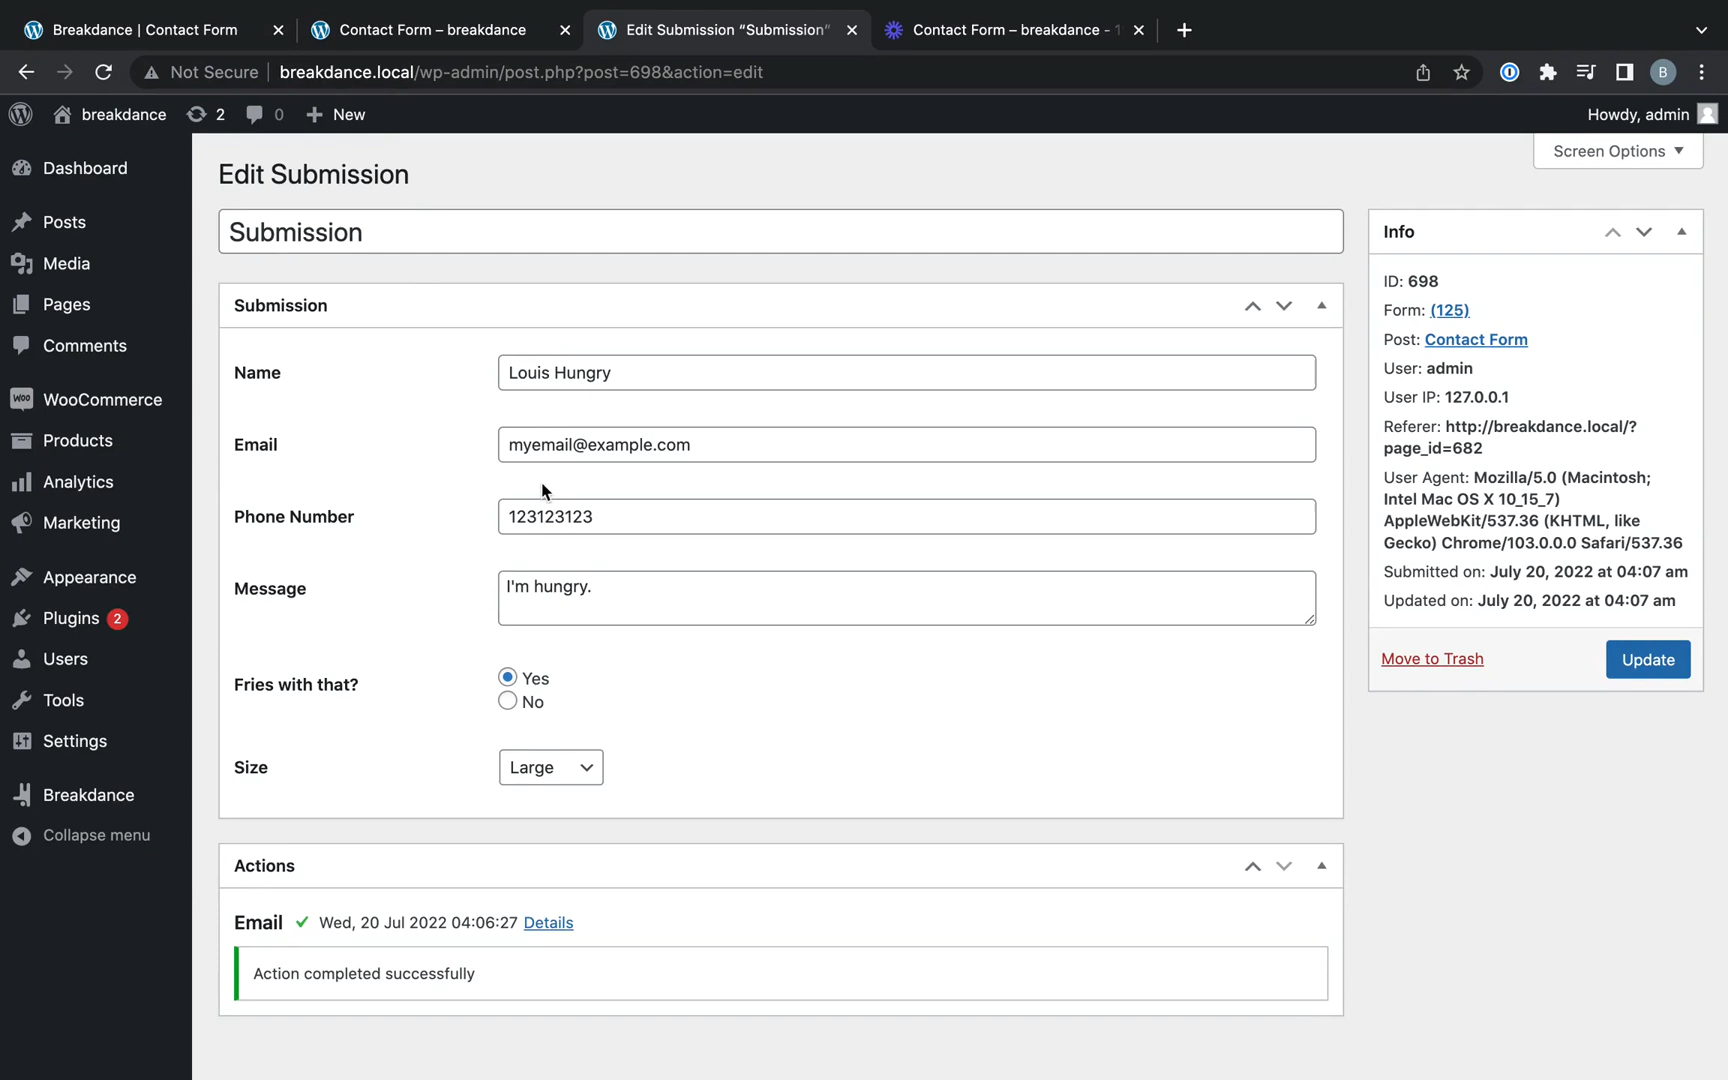 Breakdance | Contact Form
Contact Form – breakdance
Edit Submission “Submission”
Contact Form – breakdance -
Not Secure
breakdance.local/wp-admin/post.php?post=698&action=edit
B
breakdance
2
0
New
Howdy, admin
Screen Options
Dashboard
Posts
Media
Pages
Comments
WooCommerce
Products
Analytics
Marketing
Appearance
Plugins 2
Users
Tools
Settings
Breakdance
Collapse menu
Edit Submission
Submission
Submission
Name
Louis Hungry
Email
myemail@example.com
Phone Number
123123123
Message
I'm hungry.
Fries with that?
Yes
No
Size
Large
Actions
Email Wed, 20 Jul 2022 04:06:27 Details
Action completed successfully
Info
ID: 698
Form: (125)
Post: Contact Form
User: admin
User IP: 127.0.0.1
Referer: http://breakdance.local/?
page_id=682
User Agent: Mozilla/5.0 (Macintosh;
Intel Mac OS X 10_15_7)
AppleWebKit/537.36 (KHTML, like
Gecko) Chrome/103.0.0.0 Safari/537.36
Submitted on: July 20, 2022 at 04:07 am
Updated on: July 20, 2022 at 04:07 am
Move to Trash
Update